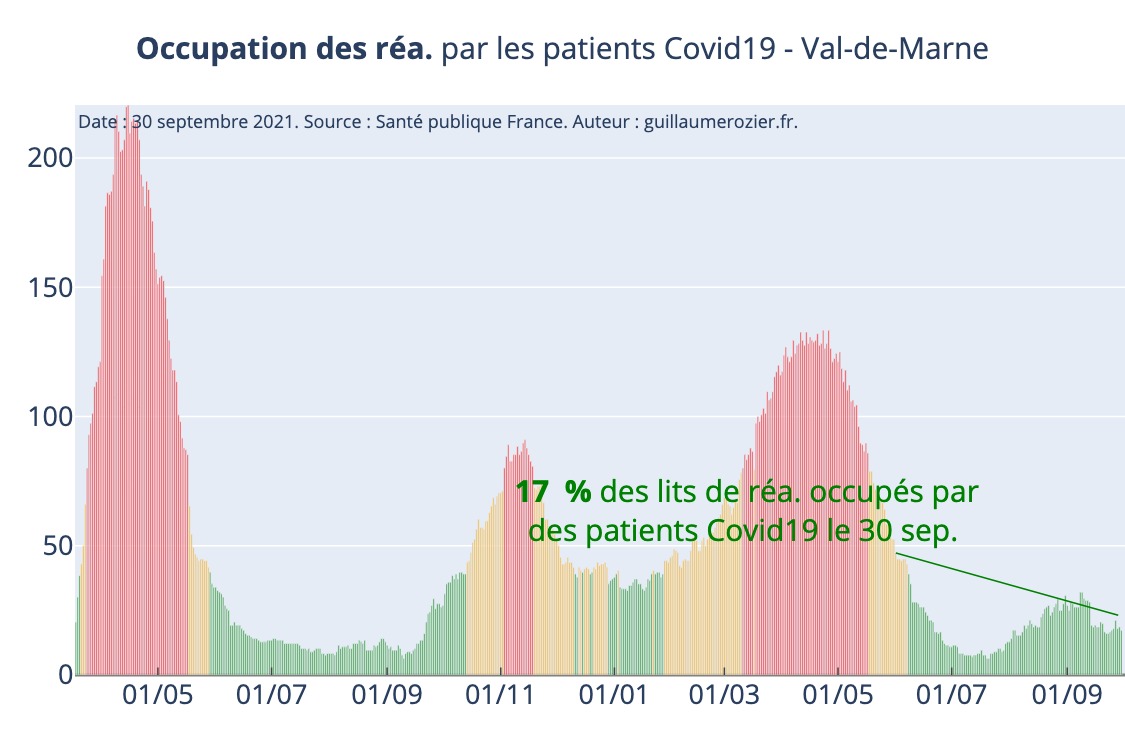 Occupation des réa. par les patients Covid19 - Val-de-Marne
Date : 30 septembre 2021. Source : Santé publique France. Auteur : guillaumerozier.fr.
200
150
100
50
0
17 % des lits de réa. occupés par
des patients Covid19 le 30 sep.
01/05 01/07 01/09 01/11 01/01 01/03 01/05 01/07 01/09